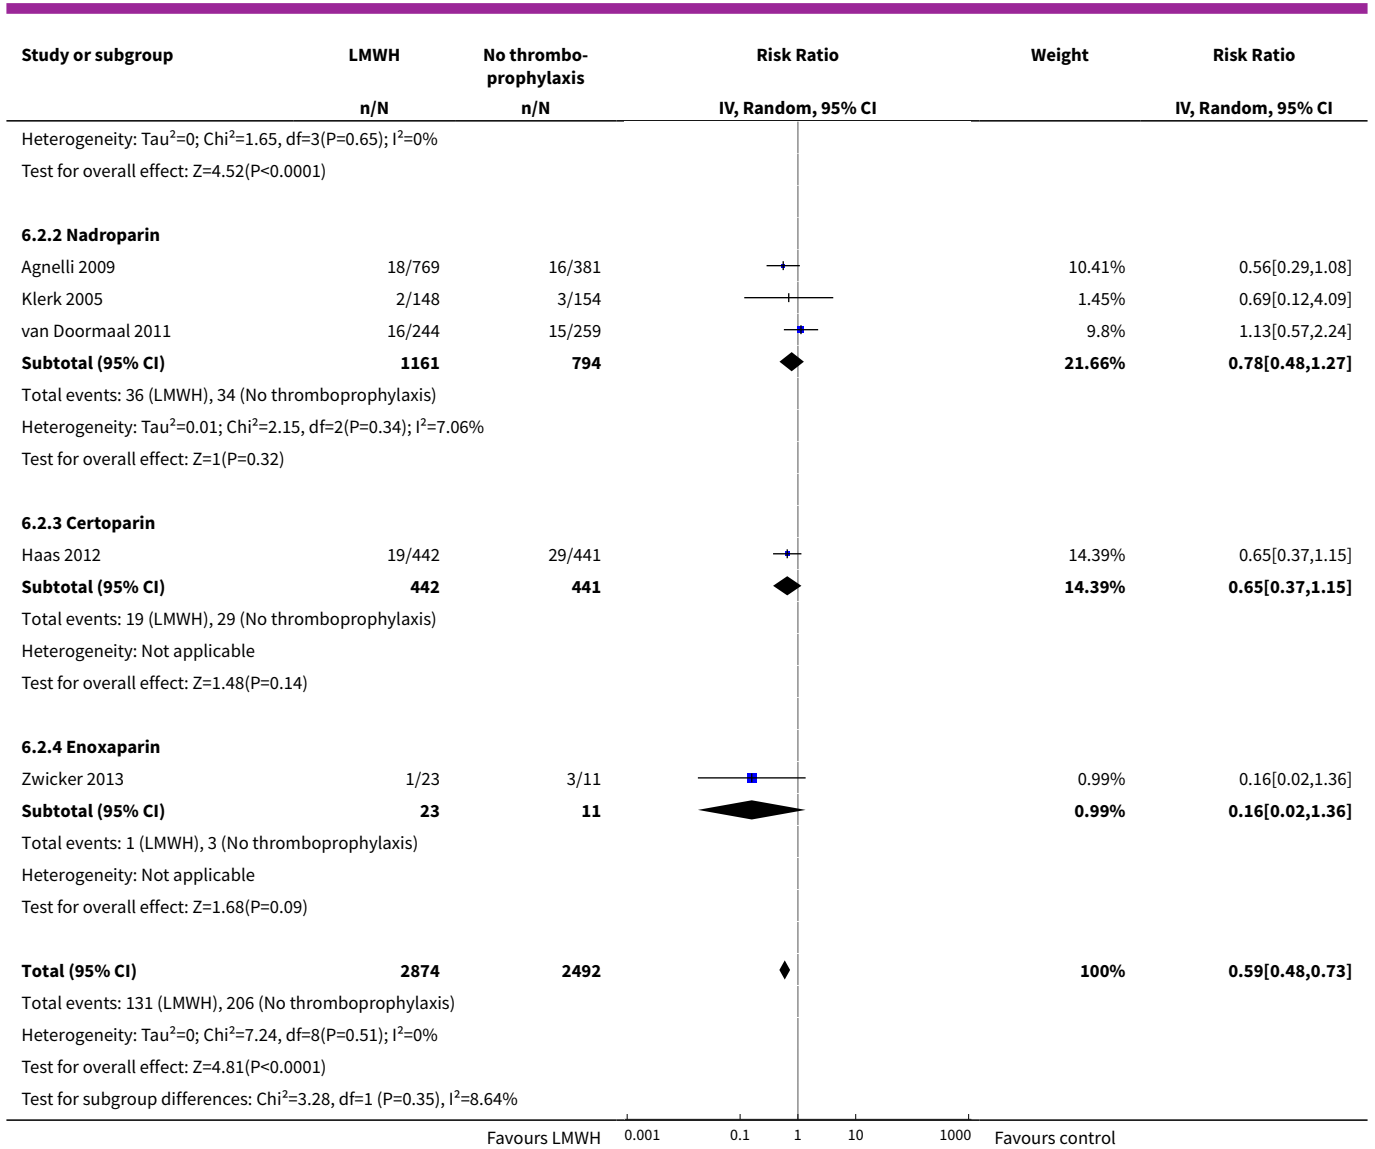 Study or subgroup LMWH No thrombo- Risk Ratio Weight Risk Ratio
prophylaxis
n/N n/N IV, Random, 95% CI IV, Random, 95% CI
Heterogeneity: Tau²=0; Chi²=1.65, df=3(P=0.65); I²=0%
Test for overall effect: Z=4.52(P<0.0001)
6.2.2 Nadroparin
Agnelli 2009 18/769 16/381 10.41% 0.56[0.29,1.08]
Klerk 2005 2/148 3/154 1.45% 0.69[0.12,4.09]
van Doormaal 2011 16/244 15/259 9.8% 1.13[0.57,2.24]
Subtotal (95% CI) 1161 794 21.66% 0.78[0.48,1.27]
Total events: 36 (LMWH), 34 (No thromboprophylaxis)
Heterogeneity: Tau²=0.01; Chi²=2.15, df=2(P=0.34); I²=7.06%
Test for overall effect: Z=1(P=0.32)
6.2.3 Certoparin
Haas 2012 19/442 29/441 14.39% 0.65[0.37,1.15]
Subtotal (95% CI) 442 441 14.39% 0.65[0.37,1.15]
Total events: 19 (LMWH), 29 (No thromboprophylaxis)
Heterogeneity: Not applicable
Test for overall effect: Z=1.48(P=0.14)
6.2.4 Enoxaparin
Zwicker 2013 1/23 3/11 0.99% 0.16[0.02,1.36]
Subtotal (95% CI) 23 11 0.99% 0.16[0.02,1.36]
Total events: 1 (LMWH), 3 (No thromboprophylaxis)
Heterogeneity: Not applicable
Test for overall effect: Z=1.68(P=0.09)
Total (95% CI) 2874 2492 100% 0.59[0.48,0.73]
Total events: 131 (LMWH), 206 (No thromboprophylaxis)
Heterogeneity: Tau²=0; Chi²=7.24, df=8(P=0.51); I²=0%
Test for overall effect: Z=4.81(P<0.0001)
Test for subgroup differences: Chi²=3.28, df=1 (P=0.35), I²=8.64%
Favours LMWH 0.001 0.1 1 10 1000 Favours control